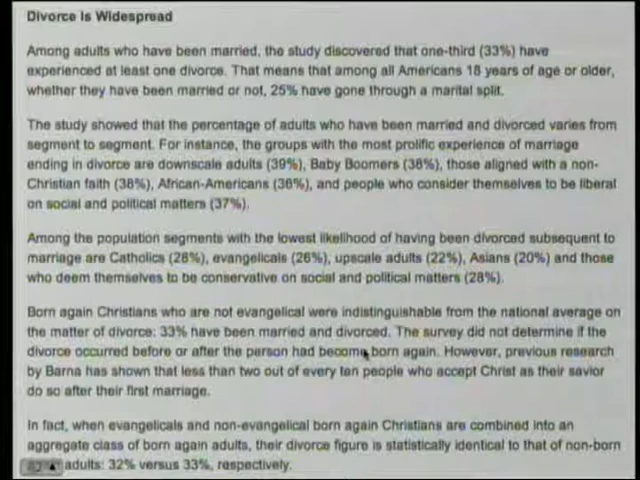 Divorce is Widespread
Among adults who have been married, the study discovered that one-third (33%) have
experienced at least one divorce. That means that among all Americans 18 years of age or older,
whether they have been married or not, 25% have gone through a marital split.
The study showed that the percentage of adults who have been married and divorced varies from
segment to segment. For instance, the groups with the most prolific experience of marriage
ending in divorce are downscale adults (39%), Baby Boomers (38%), those aligned with a non-
Christian faith (38%), African-Americans (36%), and people who consider themselves to be liberal
on social and political matters (37%).
Among the population segments with the lowest likelihood of having been divorced subsequent to
marriage are Catholics (28%), evangelicals (26%), upscale adults (22%), Asians (20%) and those
who deem themselves to be conservative on social and political matters (28%).
Born again Christians who are not evangelical were indistinguishable from the national average on
the matter of divorce: 33% have been married and divorced. The survey did not determine if the
divorce occurred before or after the person had become born again. However, previous research
by Barna has shown that less than two out of every ten people who accept Christ as their savior
do so after their first marriage.
In fact, when evangelicals and non-evangelical born again Christians are combined into an
aggregate class of born again adults, their divorce figure is statistically identical to that of non-born
adults: 32% versus 33%, respectively.